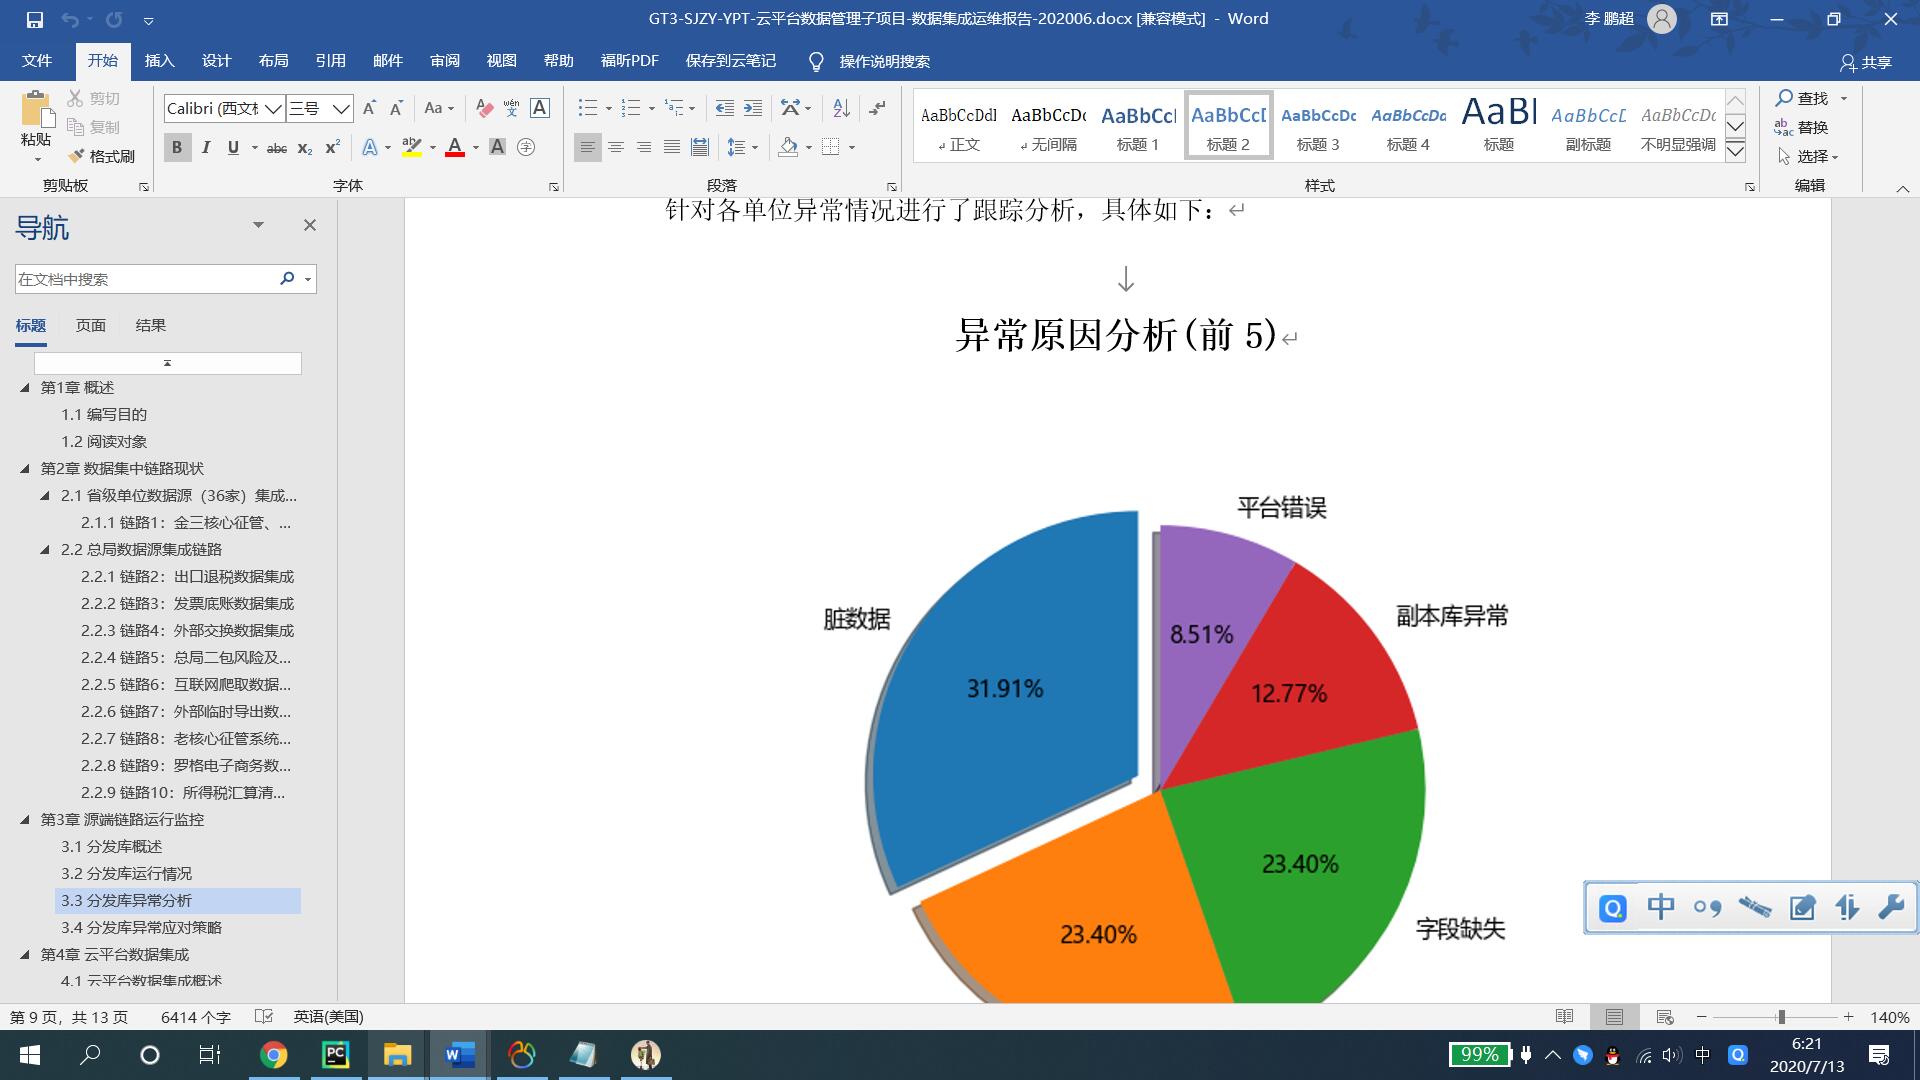 GT3-SJZY-YPT-云平台数据管理子项目-数据集成运维报告-202006.docx [兼容模式] - Word
李 鹏超
文件 开始 插入 设计 布局 引用 邮件 审阅 视图 帮助 福昕PDF 保存到云笔记 操作说明搜索 共享
粘贴
剪切
复制
格式刷
剪贴板
三号
字体
段落
AaBbCcDdI AaBbCcDc AaBbCcI AaBbCcD AaBbCcDc AaBbCcDa AaBl AaBbCcD AaBbCcDa
正文 无间隔 标题 1 标题 2 标题 3 标题 4 标题 副标题 不明显强调
样式
查找
替换
选择
编辑
导航
在文档中搜索
标题 页面 结果
第1章 概述
1.1 编写目的
1.2 阅读对象
第2章 数据集中链路现状
2.1 省级单位数据源（36家）集成...
2.1.1 链路1：金三核心征管、...
2.2 总局数据源集成链路
2.2.1 链路2：出口退税数据集成
2.2.2 链路3：发票底账数据集成
2.2.3 链路4：外部交换数据集成
2.2.4 链路5：总局二包风险及...
2.2.5 链路6：互联网爬取数据...
2.2.6 链路7：外部临时导出数...
2.2.7 链路8：老核心征管系统...
2.2.8 链路9：罗格电子商务数...
2.2.9 链路10：所得税汇算清...
第3章 源端链路运行监控
3.1 分发库概述
3.2 分发库运行情况
3.3 分发库异常分析
3.4 分发库异常应对策略
第4章 云平台数据集成
4.1 云平台数据集成概述
针对各单位异常情况进行了跟踪分析，具体如下：
异常原因分析(前 5)
平台错误
脏数据
副本库异常
字段缺失
8.51%
12.77%
31.91%
23.40%
23.40%
中
第 9 页，共 13 页 6414 个字 英语(美国) 140%
99% 中 6:21
2020/7/13